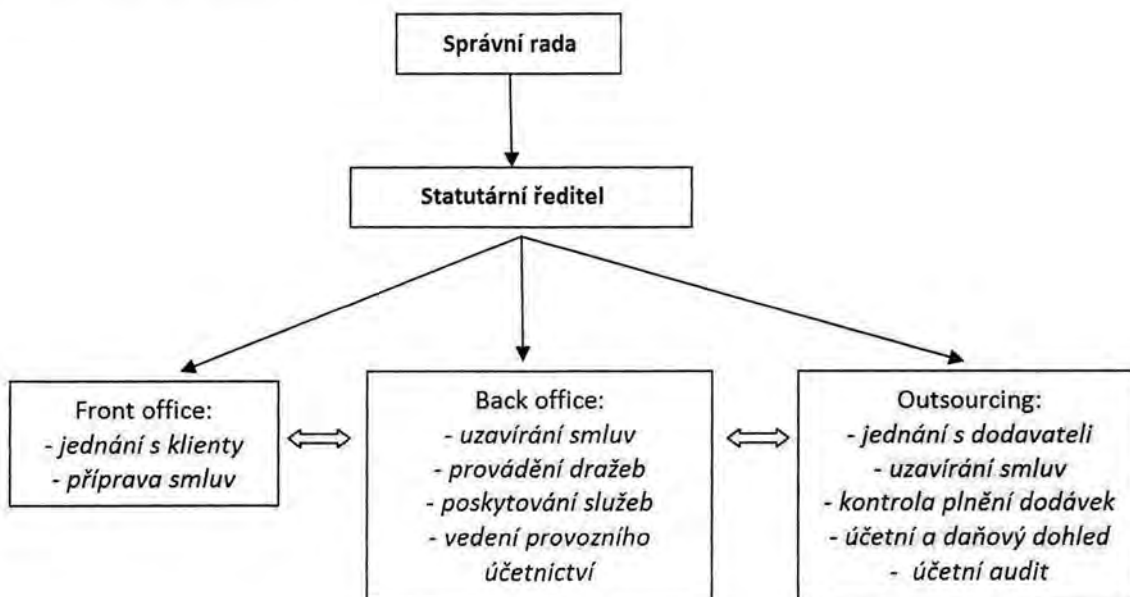 Správní rada
Statutární ředitel
Front office:
- jednání s klienty
- příprava smluv
Back office:
- uzavírání smluv
- provádění dražeb
- poskytování služeb
- vedení provozního
účetnictví
Outsourcing:
- jednání s dodavateli
- uzavírání smluv
- kontrola plnění dodávek
- účetní a daňový dohled
- účetní audit